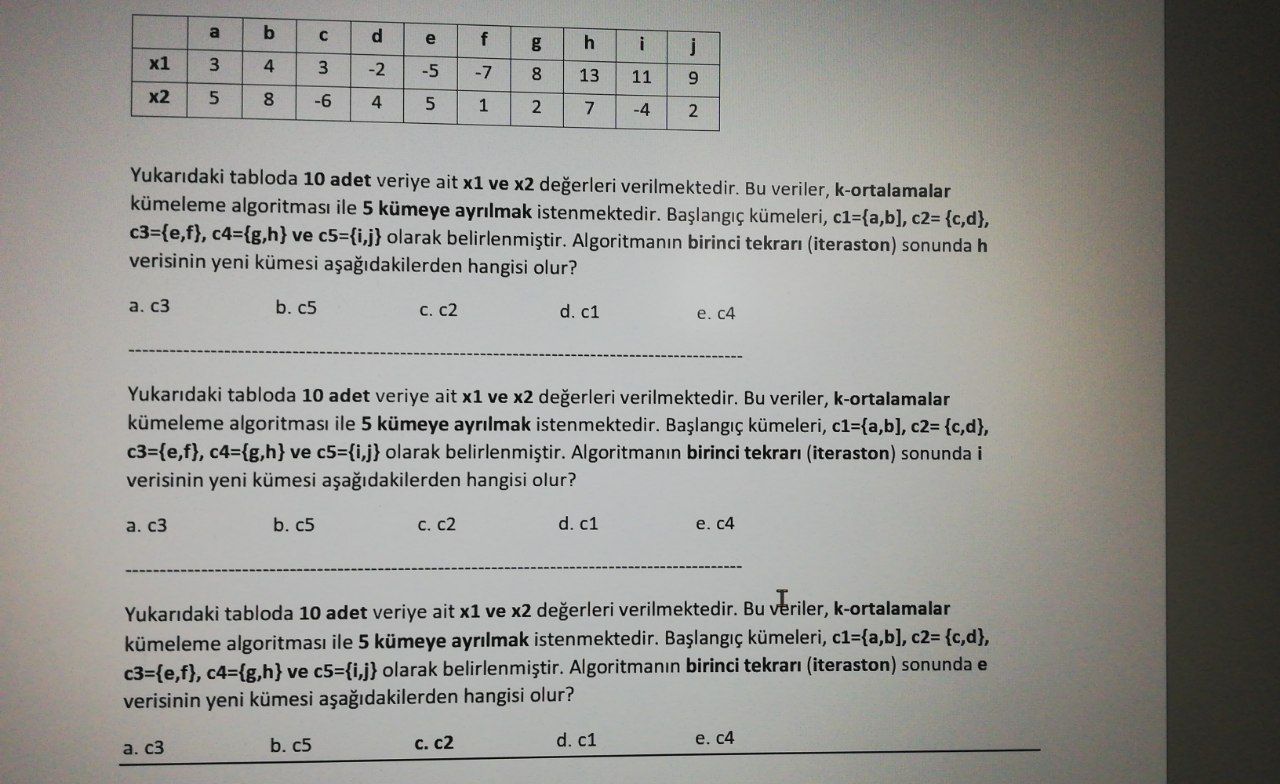 a b c d e f g h i j
x1 3 4 3 -2 -5 -7 8 13 11 9
x2 5 8 -6 4 5 1 2 7 -4 2
Yukarıdaki tabloda 10 adet veriye ait x1 ve x2 değerleri verilmektedir. Bu veriler, k-ortalamalar
kümeleme algoritması ile 5 kümeye ayrılmak istenmektedir. Başlangıç kümeleri, c1={a,b], c2= {c,d},
c3={e,f}, c4={g,h} ve c5={i,j} olarak belirlenmiştir. Algoritmanın birinci tekrarı (iteraston) sonunda h
verisinin yeni kümesi aşağıdakilerden hangisi olur?
a. c3 b. c5 c. c2 d. c1 e. c4
Yukarıdaki tabloda 10 adet veriye ait x1 ve x2 değerleri verilmektedir. Bu veriler, k-ortalamalar
kümeleme algoritması ile 5 kümeye ayrılmak istenmektedir. Başlangıç kümeleri, c1={a,b], c2= {c,d},
c3={e,f}, c4={g,h} ve c5={i,j} olarak belirlenmiştir. Algoritmanın birinci tekrarı (iteraston) sonunda i
verisinin yeni kümesi aşağıdakilerden hangisi olur?
a. c3 b. c5 c. c2 d. c1 e. c4
Yukarıdaki tabloda 10 adet veriye ait x1 ve x2 değerleri verilmektedir. Bu veriler, k-ortalamalar
kümeleme algoritması ile 5 kümeye ayrılmak istenmektedir. Başlangıç kümeleri, c1={a,b], c2= {c,d},
c3={e,f}, c4={g,h} ve c5={i,j} olarak belirlenmiştir. Algoritmanın birinci tekrarı (iteraston) sonunda e
verisinin yeni kümesi aşağıdakilerden hangisi olur?
a. c3 b. c5 c. c2 d. c1 e. c4